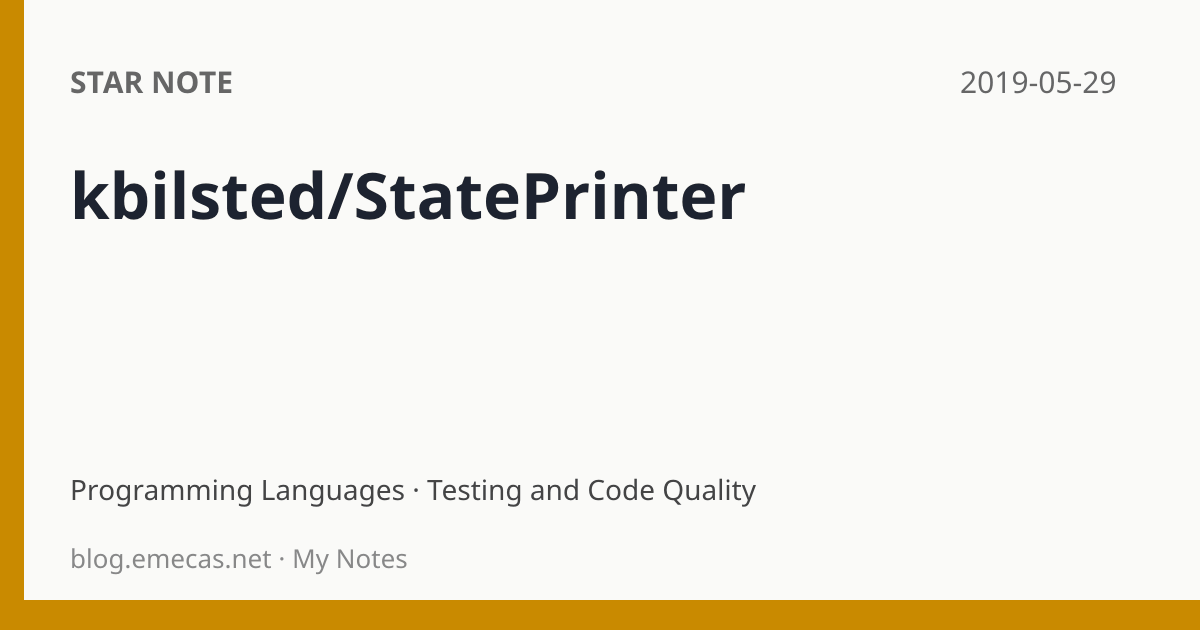 STAR NOTE
2019-05-29
kbilsted/StatePrinter
Programming Languages · Testing and Code Quality
blog.emecas.net · My Notes